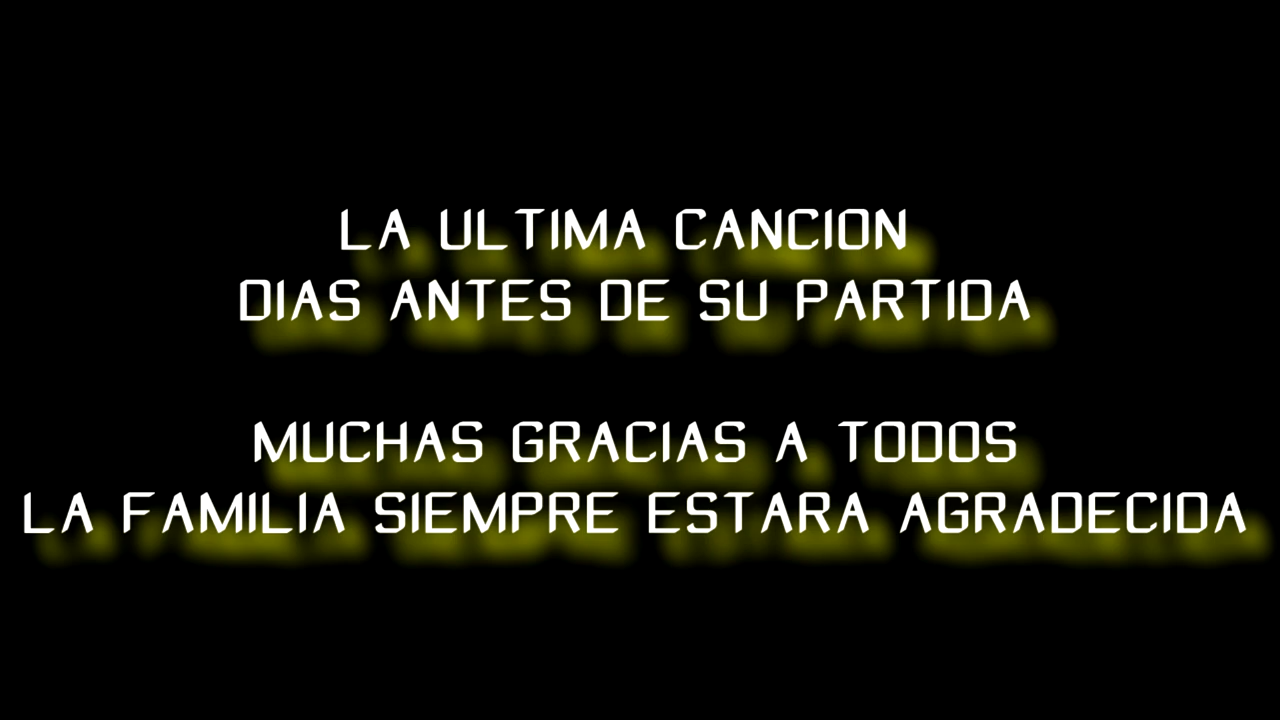 LA ULTIMA CANCION
DIAS ANTES DE SU PARTIDA
MUCHAS GRACIAS A TODOS
LA FAMILIA SIEMPRE ESTARA AGRADECIDA